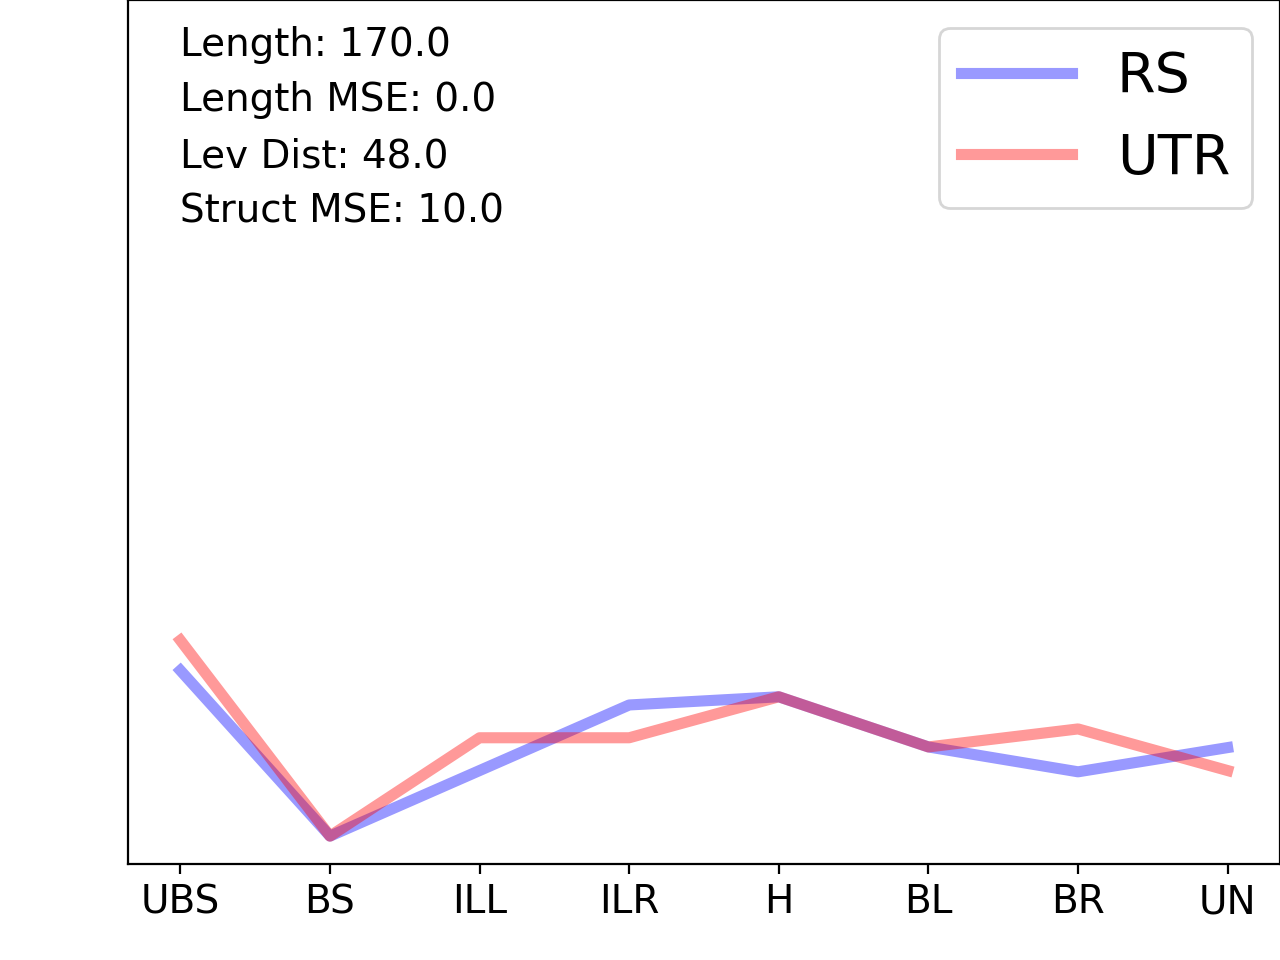 Length: 170.0
Length MSE: 0.0
Lev Dist: 48.0
Struct MSE: 10.0
RS
UTR
UBS BS ILL ILR H BL BR UN